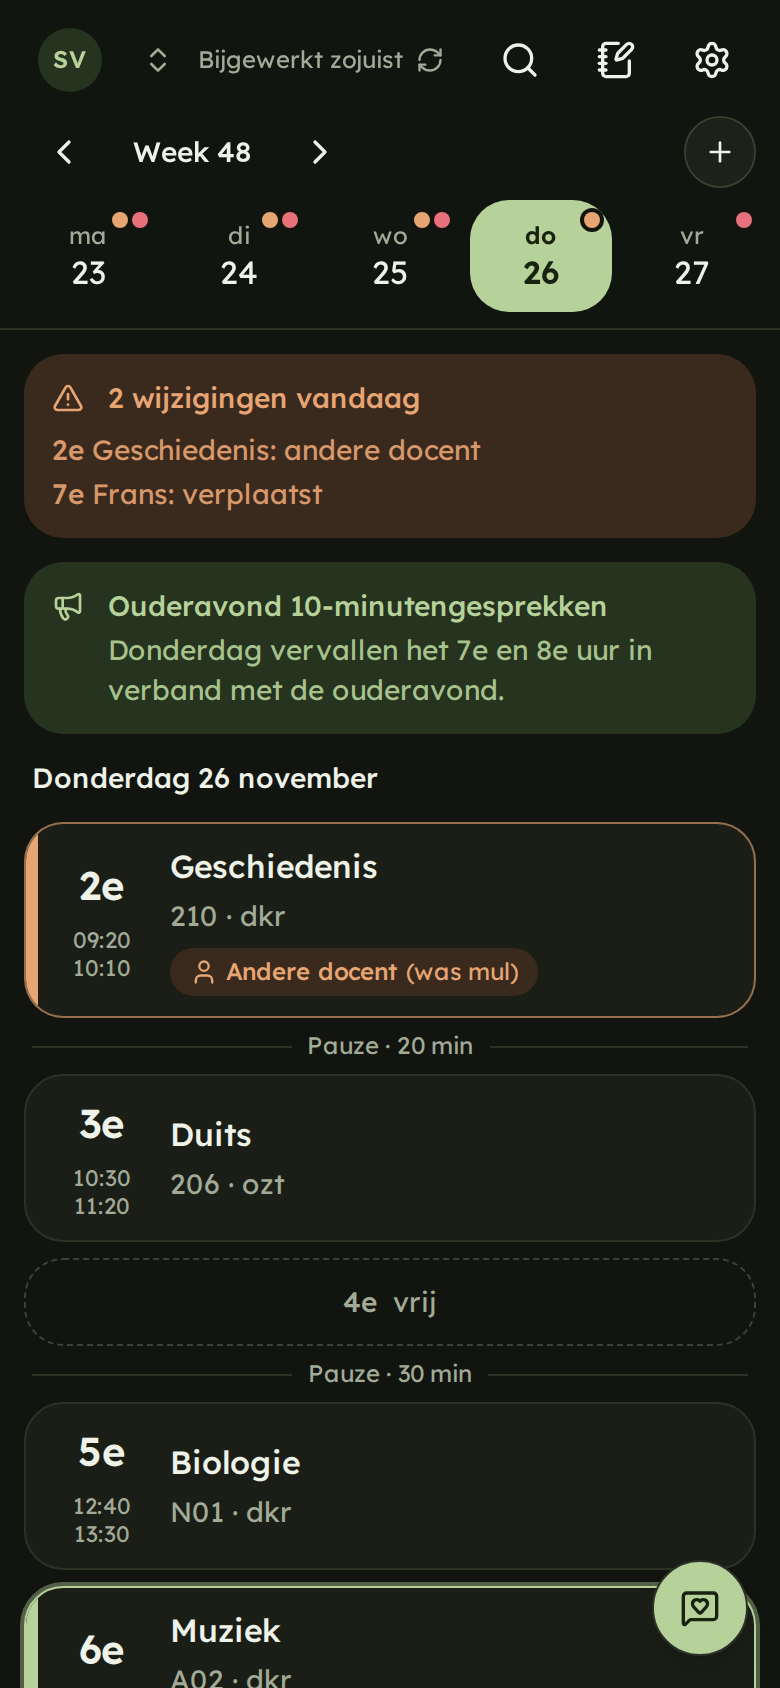 SV Bijgewerkt zojuist
Week 48
ma di wo do vr
23 24 25 26 27
2 wijzigingen vandaag
2e Geschiedenis: andere docent
7e Frans: verplaatst
Ouderavond 10-minutengesprekken
Donderdag vervallen het 7e en 8e uur in
verband met de ouderavond.
Donderdag 26 november
2e
09:20
10:10
Geschiedenis
210 · dkr
Andere docent (was mul)
Pauze · 20 min
3e
10:30
11:20
Duits
206 · ozt
4e vrij
Pauze · 30 min
5e
12:40
13:30
Biologie
N01 · dkr
6e
Muziek
A02 · dkr